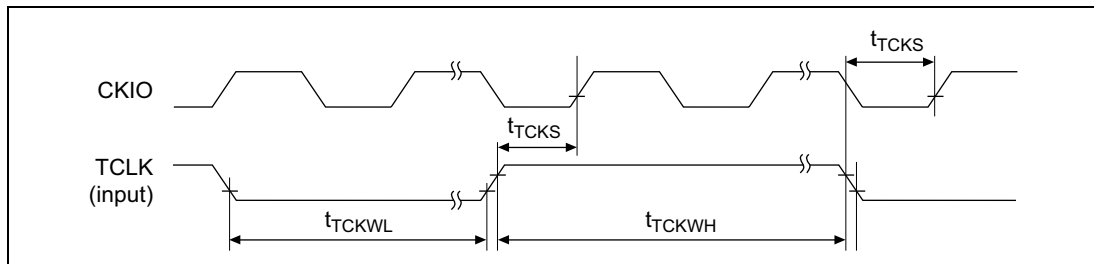 tTCKS
CKIO
tTCKS
TCLK
(input)
tTCKWL
tTCKWH